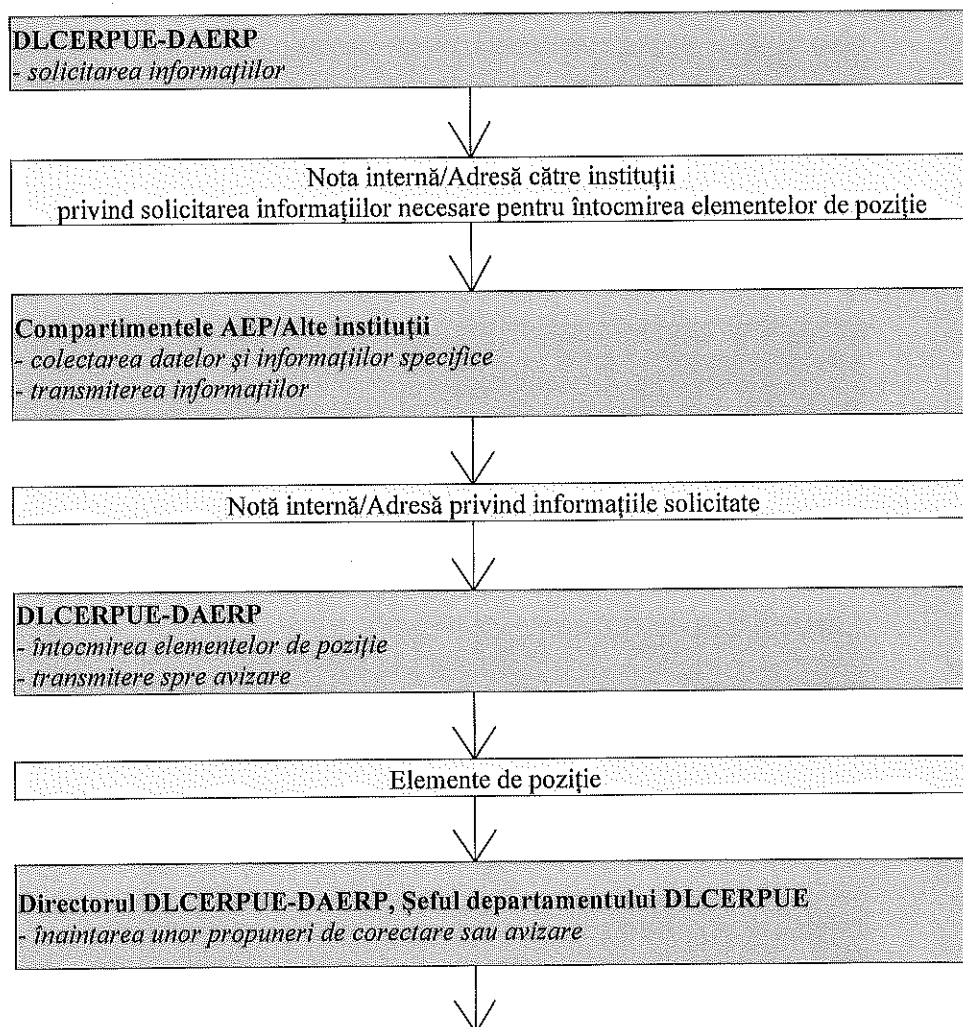 DLCERPUE-DAERP
- solicitarea informațiilor
Nota internă/Adresă către instituții
privind solicitarea informațiilor necesare pentru întocmirea elementelor de poziție
Compartimentele AEP/Alte instituții
- colectarea datelor și informațiilor specifice
- transmiterea informațiilor
Notă internă/Adresă privind informațiile solicitate
DLCERPUE-DAERP
- întocmirea elementelor de poziție
- transmitere spre avizare
Elemente de poziție
Directorul DLCERPUE-DAERP, Șeful departamentului DLCERPUE
- înaintarea unor propuneri de corectare sau avizare